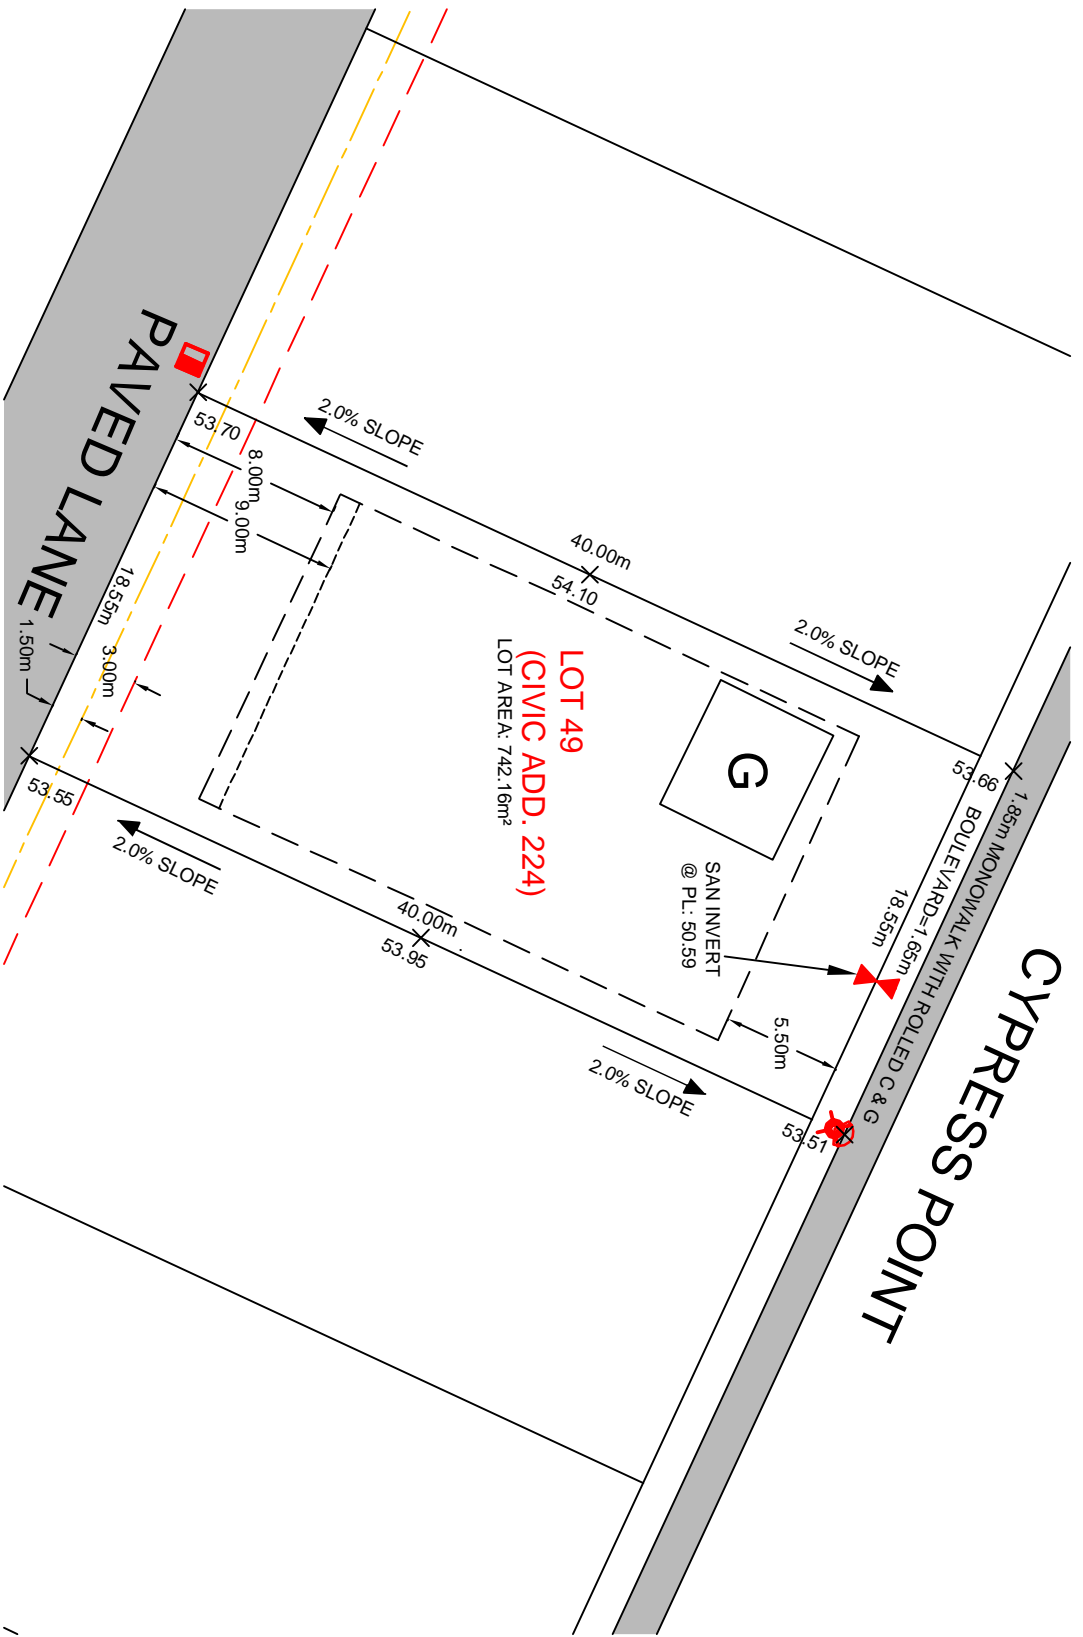 CYPRESS POINT
1.85m MONOWALK WITH ROLLED C & G
BOULEVARD=1.65m
18.55m
53.66
53.51
5.50m
SAN INVERT
@ PL: 50.59
G
2.0% SLOPE
2.0% SLOPE
40.00m
54.10
LOT 49
(CIVIC ADD. 224)
LOT AREA: 742.16m²
40.00m
53.95
2.0% SLOPE
2.0% SLOPE
53.70
8.00m
9.00m
53.55
18.55m
3.00m
1.50m
PAVED LANE